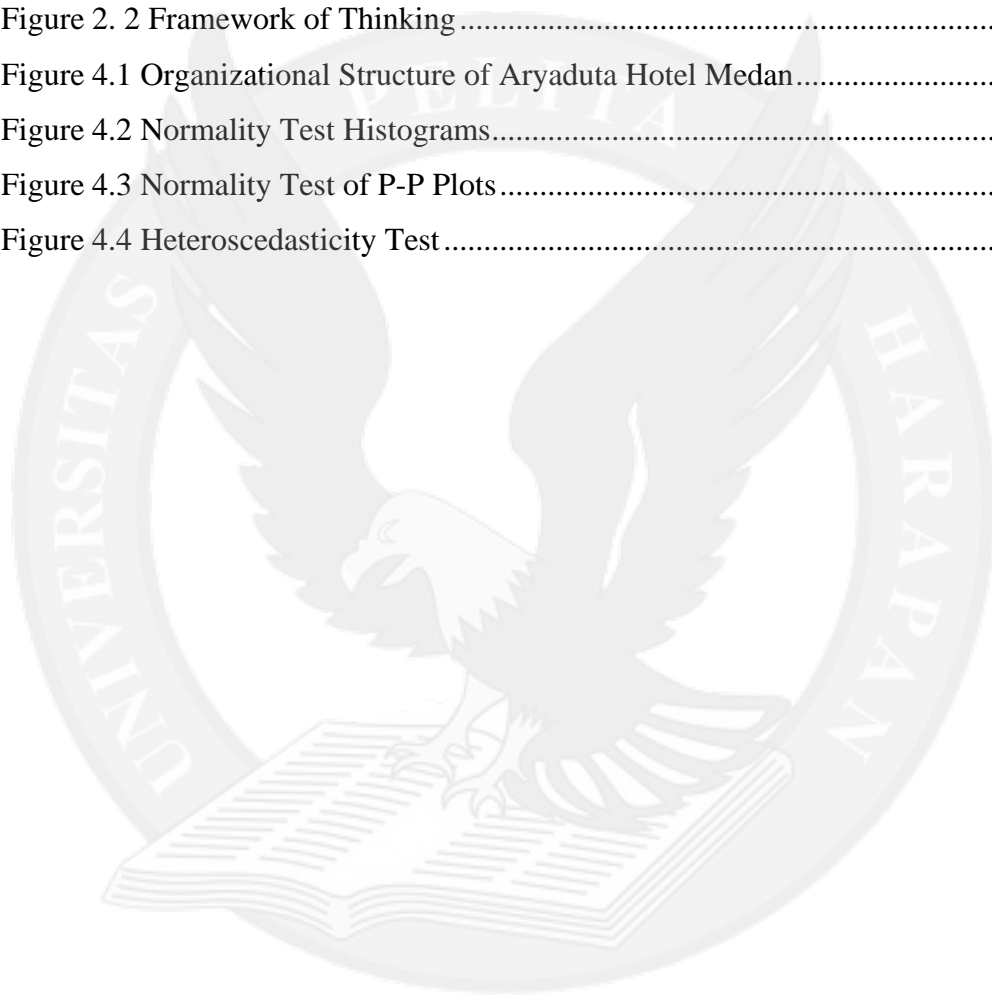 Figure 2. 2 Framework of Thinking........................................................................
Figure 4.1 Organizational Structure of Aryaduta Hotel Medan..........................
Figure 4.2 Normality Test Histograms....................................................................
Figure 4.3 Normality Test of P-P Plots...................................................................
Figure 4.4 Heteroscedasticity Test..........................................................................
UNIVERSITAS PELITA HARAPAN